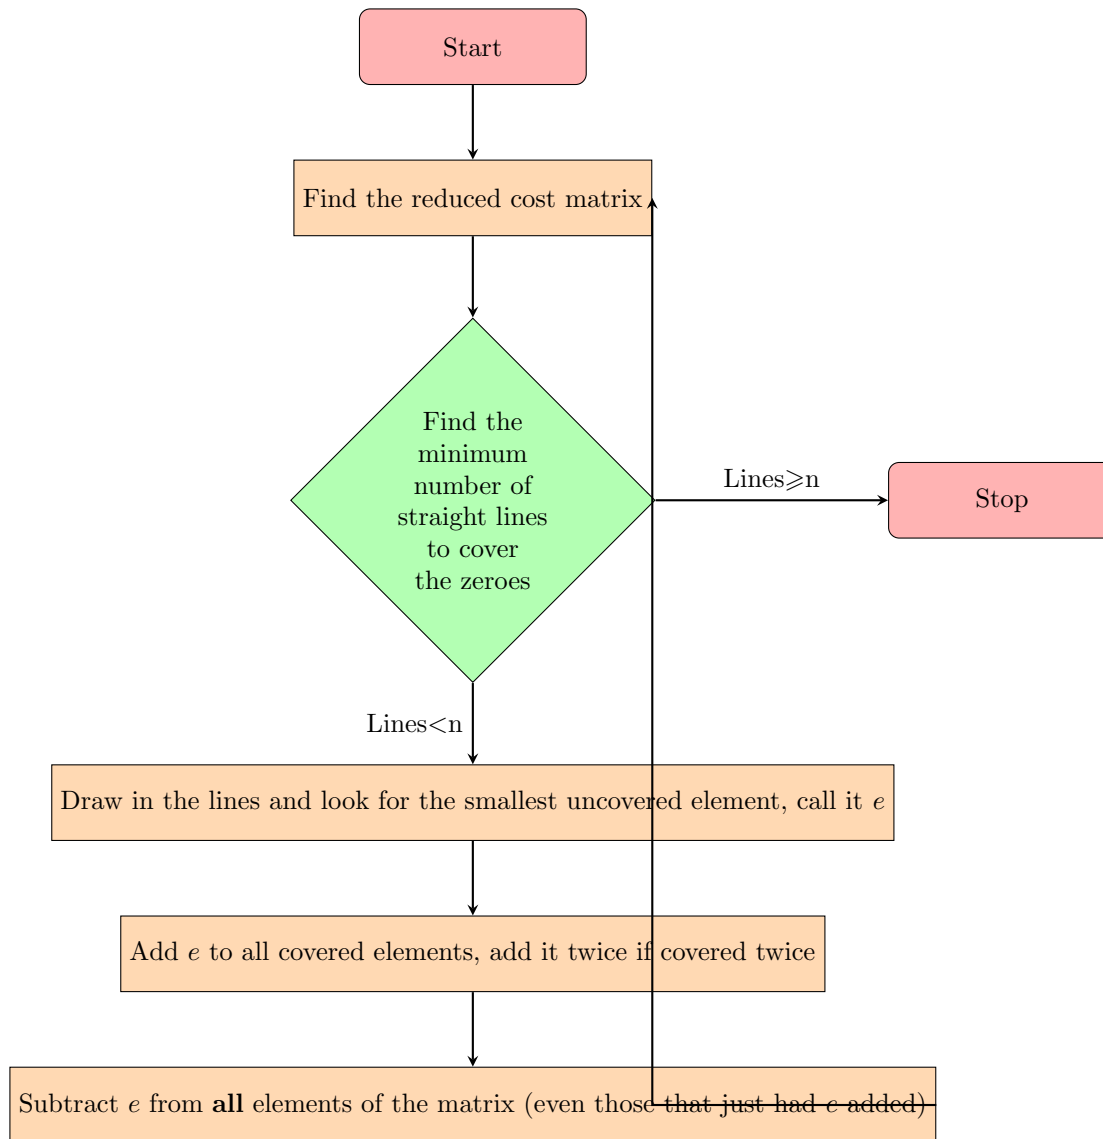 Start
Find the reduced cost matrix
Find the
minimum
number of
straight lines
to cover
the zeroes
Lines⩾n
Stop
Lines<n
Draw in the lines and look for the smallest uncovered element, call it e
Add e to all covered elements, add it twice if covered twice
Subtract e from all elements of the matrix (even those that just had e added)